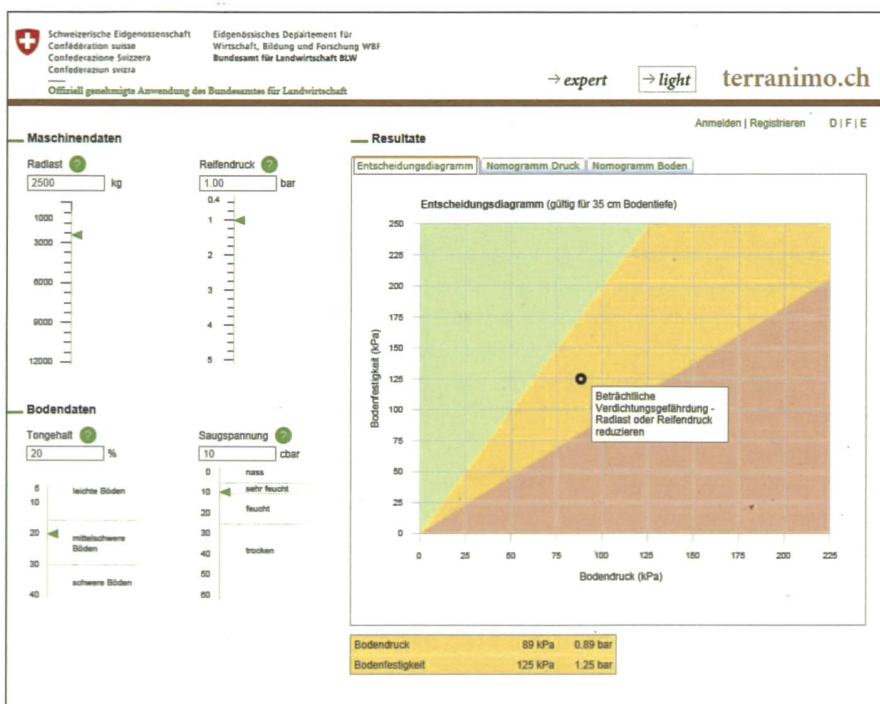 Schweizerische Eidgenossenschaft
Confédération suisse
Confederazione Svizzera
Confederaziun svizra
Eidgenössisches Departement für
Wirtschaft, Bildung und Forschung WBF
Bundesamt für Landwirtschaft BLW
Offiziell genehmigte Anwendung des Bundesamtes für Landwirtschaft
→ expert → light terranimo.ch
Anmelden | Registrieren D | F | E
Maschinendaten
Radlast ? Reifendruck ?
2500 kg 1.00 bar
1000
3000
6000
9000
12000
0.4
1
2
3
4
5
Bodendaten
Tongehalt ? Saugspannung ?
20 % 10 cbar
5
10
20
30
40
leichte Böden
mittelschwere
Böden
schwere Böden
0 nass
10 sehr feucht
20 feucht
30
40 trocken
50
60
Resultate
Entscheidungsdiagramm Nomogramm Druck Nomogramm Boden
Entscheidungsdiagramm (gültig für 35 cm Bodentiefe)
Bodenfestigkeit (kPa)
250
225
200
175
150
125
100
75
50
25
0
Beträchtliche
Verdichtungsgefährdung -
Radlast oder Reifendruck
reduzieren
0 25 50 75 100 125 150 175 200 225
Bodendruck (kPa)
Bodendruck 89 kPa 0.89 bar
Bodenfestigkeit 125 kPa 1.25 bar